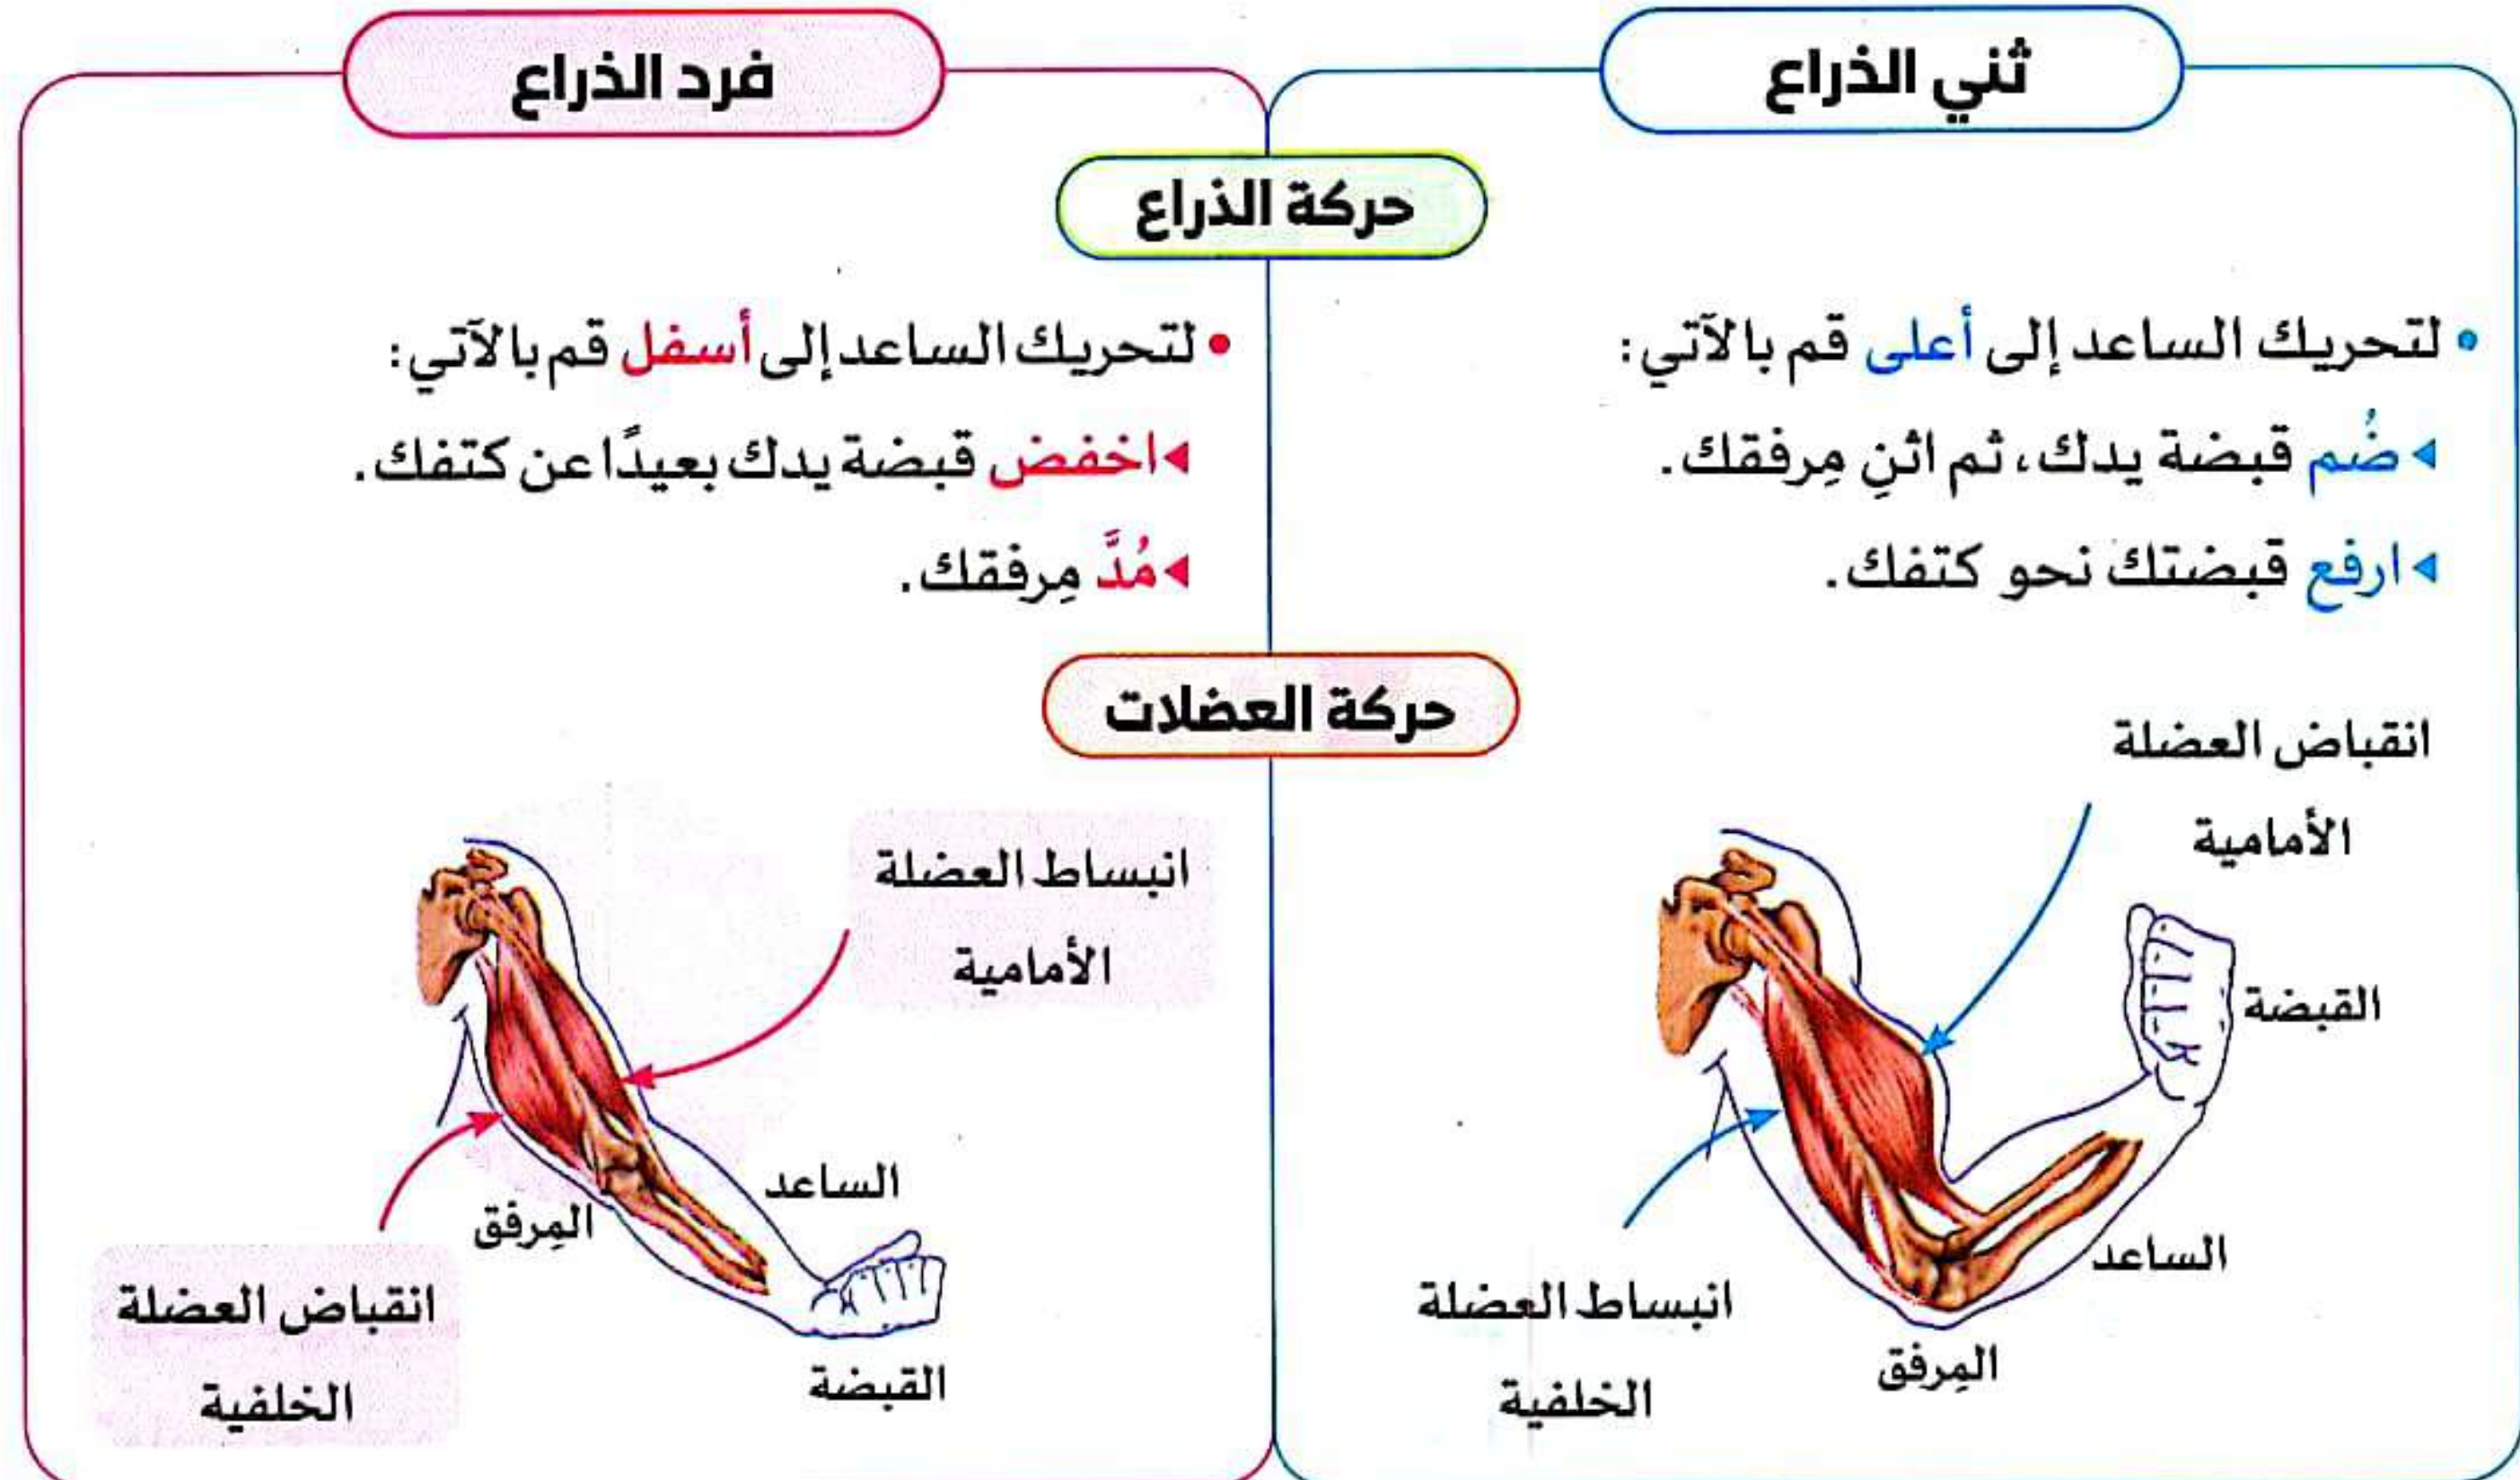 ثني الذراع
فرد الذراع
حركة الذراع
• لتحريك الساعد إلى أعلى قم بالآتي:
◂ ضُم قبضة يدك، ثم اثنِ مِرفقك.
◂ ارفع قبضتك نحو كتفك.
• لتحريك الساعد إلى أسفل قم بالآتي:
◂ اخفض قبضة يدك بعيدًا عن كتفك.
◂ مُدَّ مِرفقك.
حركة العضلات
انقباض العضلة
الأمامية
القبضة
الساعد
المِرفق
انبساط العضلة
الخلفية
انبساط العضلة
الأمامية
الساعد
المِرفق
القبضة
انقباض العضلة
الخلفية